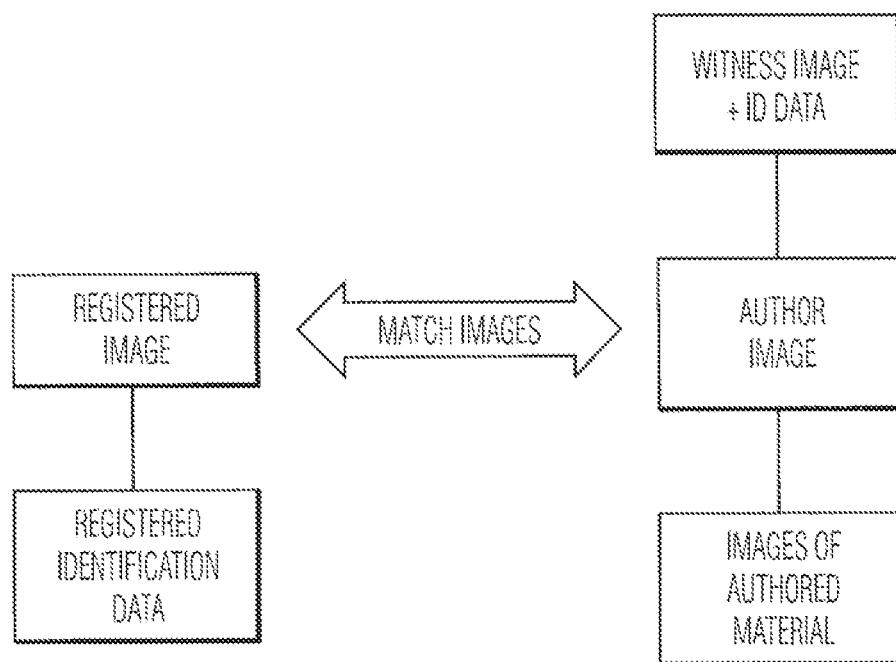 WITNESS IMAGE
+ ID DATA
REGISTERED
IMAGE
MATCH IMAGES
AUTHOR
IMAGE
REGISTERED
IDENTIFICATION
DATA
IMAGES OF
AUTHORED
MATERIAL